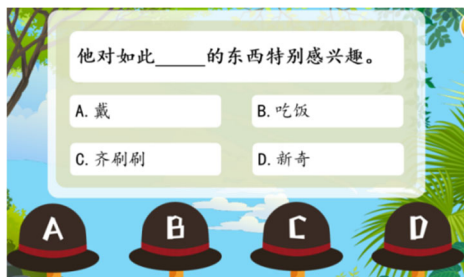 他对如此_____的东西特别感兴趣。
A. 戴
B. 吃饭
C. 齐刷刷
D. 新奇
A
B
C
D